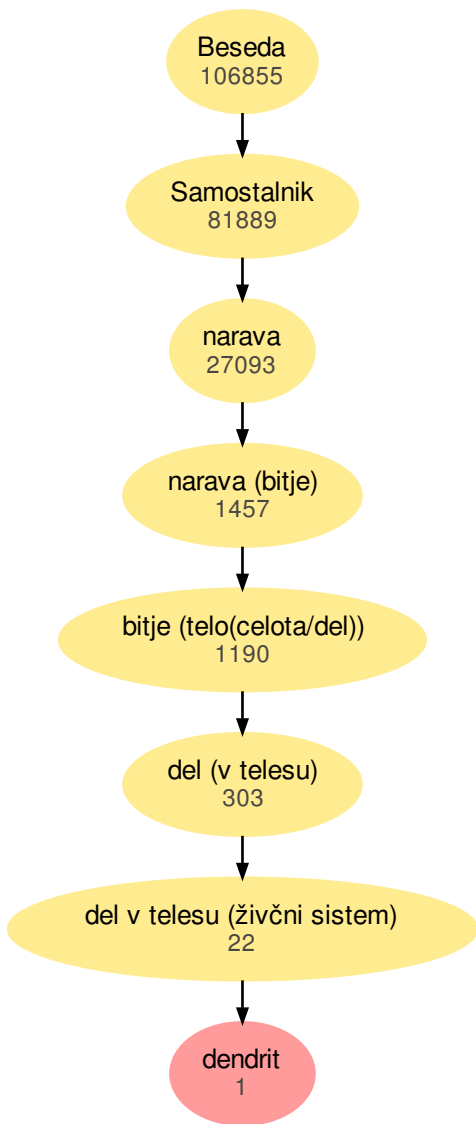 Beseda
106855
Samostalnik
81889
narava
27093
narava (bitje)
1457
bitje (telo(celota/del))
1190
del (v telesu)
303
del v telesu (živčni sistem)
22
dendrit
1